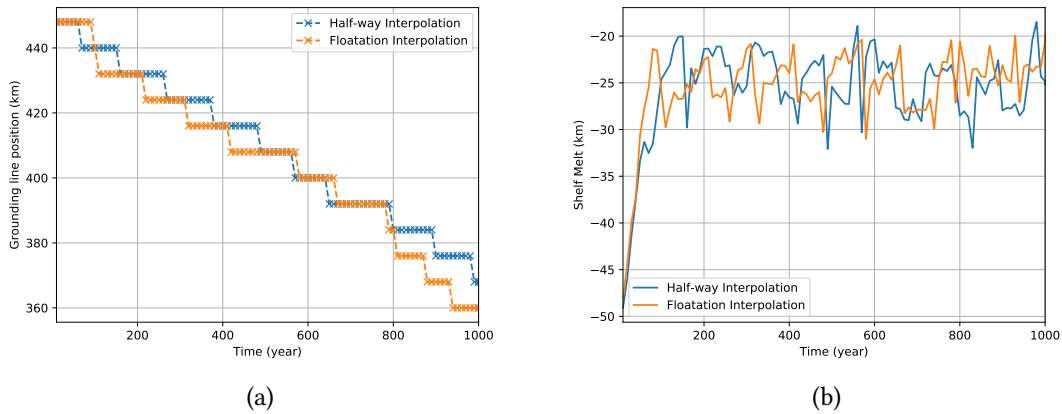 Half-way Interpolation
Floatation Interpolation
Grounding line position (km)
440
420
400
380
360
200
400
600
800
1000
Time (year)
(a)
Shelf Melt (km)
−20
−25
−30
−35
−40
−45
−50
Half-way Interpolation
Floatation Interpolation
200
400
600
800
1000
Time (year)
(b)